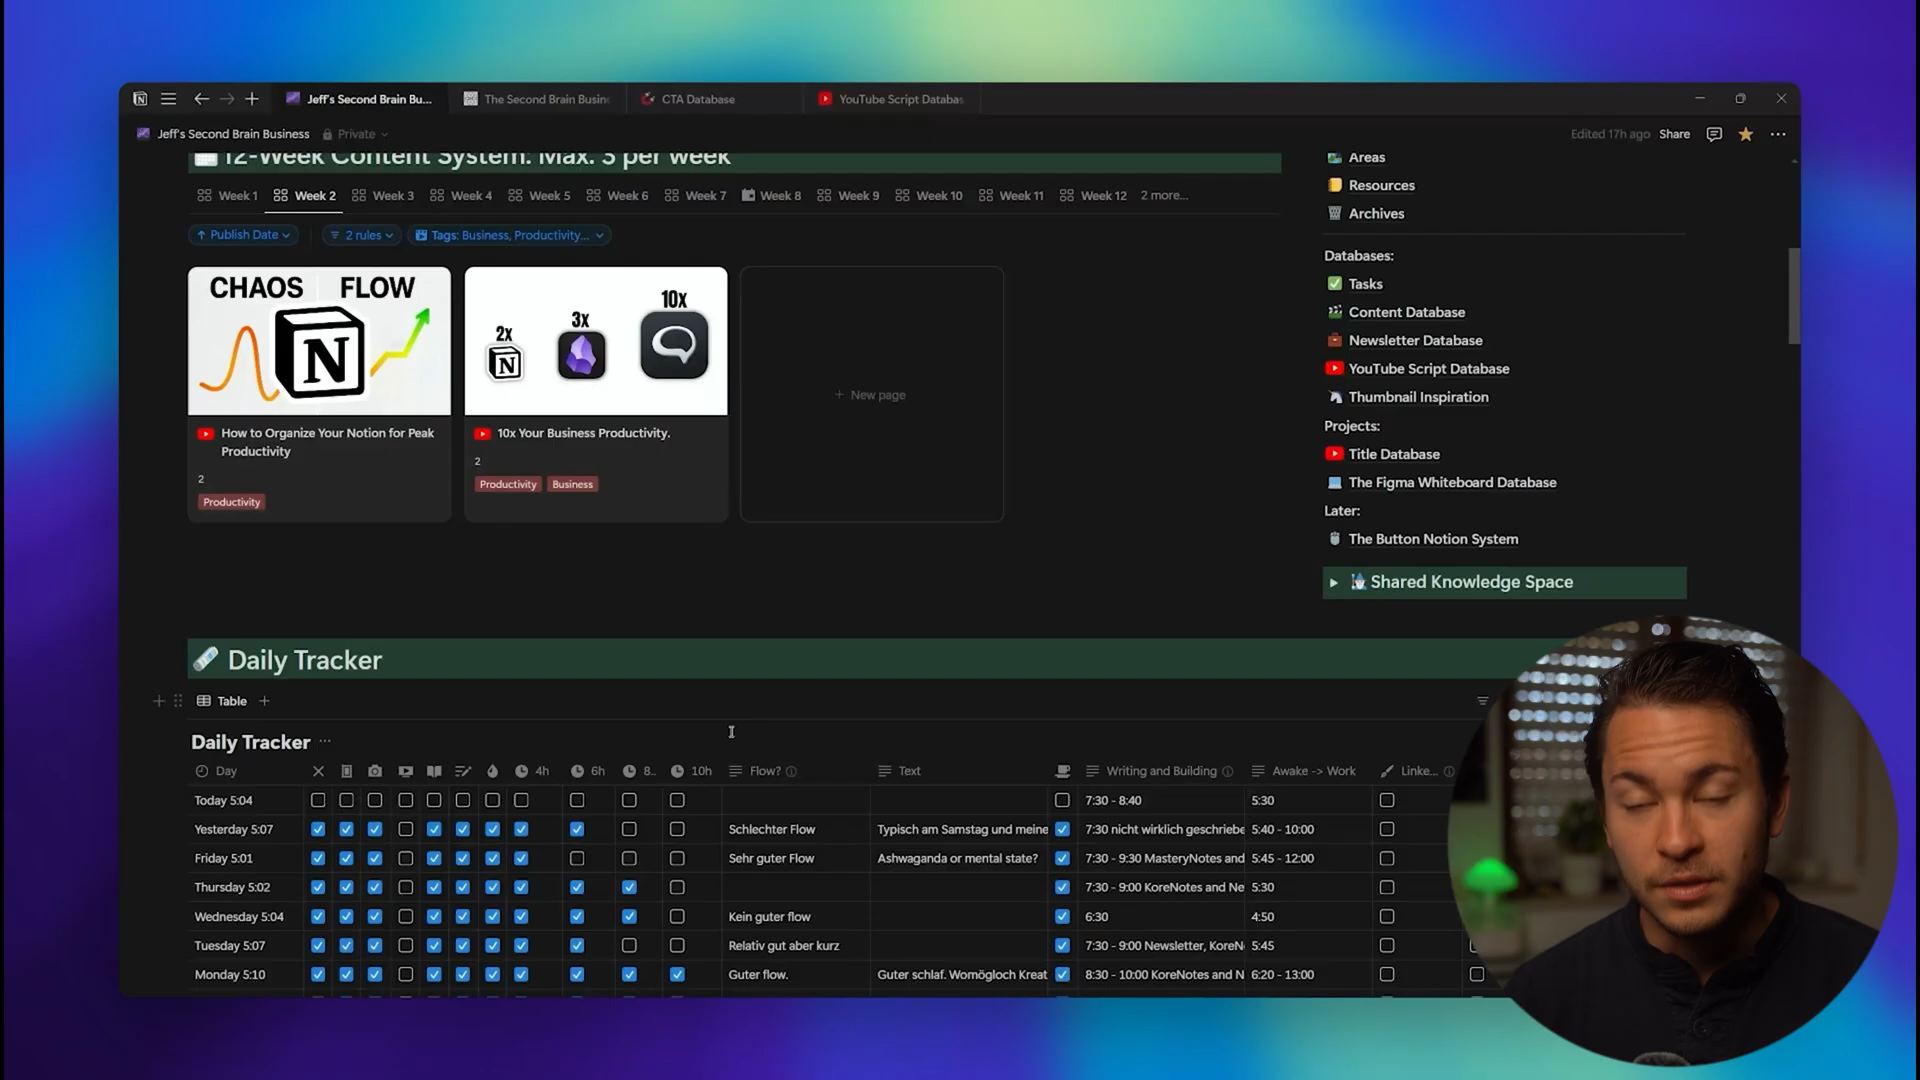 Jeff's Second Brain Bu...
The Second Brain Busin
CTA Database
YouTube Script Databas
Jeff's Second Brain Business
Private
Edited 17h ago
Share
12-Week Content System. Max. 3 per week
Week 1
Week 2
Week 3
Week 4
Week 5
Week 6
Week 7
Week 8
Week 9
Week 10
Week 11
Week 12
2 more...
Publish Date
2 rules
Tags: Business, Productivity...
CHAOS FLOW
N
How to Organize Your Notion for Peak
Productivity
2
Productivity
2x
3x
10x
N
10x Your Business Productivity.
2
Productivity
Business
+ New page
Areas
Resources
Archives
Databases:
Tasks
Content Database
Newsletter Database
YouTube Script Database
Thumbnail Inspiration
Projects:
Title Database
The Figma Whiteboard Database
Later:
The Button Notion System
Shared Knowledge Space
Daily Tracker
Table
Daily Tracker
Day 4h 6h 8.. 10h Flow? Text Writing and Building Awake -> Work Linke...
Today 5:04 7:30 - 8:40 5:30
Yesterday 5:07 Schlechter Flow Typisch am Samstag und meine 7:30 nicht wirklich geschriebe 5:40 - 10:00
Friday 5:01 Sehr guter Flow Ashwaganda or mental state? 7:30 - 9:30 MasteryNotes and 5:45 - 12:00
Thursday 5:02 7:30 - 9:00 KoreNotes and Ne 5:30
Wednesday 5:04 Kein guter flow 6:30 4:50
Tuesday 5:07 Relativ gut aber kurz 7:30 - 9:00 Newsletter, KoreN 5:45
Monday 5:10 Guter flow. Guter schlaf. Womögloch Kreat 8:30 - 10:00 KoreNotes and N 6:20 - 13:00